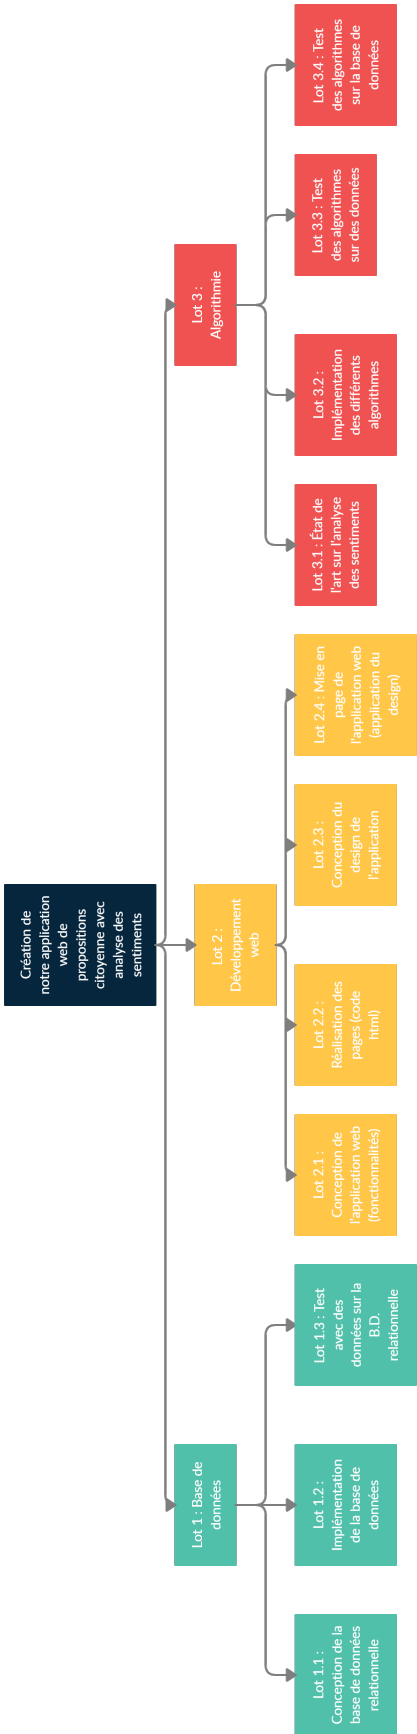 Création de
notre application
web de
propositions
citoyenne avec
analyse des
sentiments
Lot 1 : Base de
données
Lot 1.1 :
Conception de la
base de données
relationnelle
Lot 1.2 :
Implémentation
de la base de
données
Lot 1.3 : Test
avec des
données sur la
B.D.
relationnelle
Lot 2 :
Développement
web
Lot 2.1 :
Conception de
l'application web
(fonctionnalités)
Lot 2.2 :
Réalisation des
pages (code
html)
Lot 2.3 :
Conception du
design de
l'application
Lot 2.4 : Mise en
page de
l'application web
(application du
design)
Lot 3 :
Algorithmie
Lot 3.1 : État de
l'art sur l'analyse
des sentiments
Lot 3.2 :
Implémentation
des différents
algorithmes
Lot 3.3 : Test
des algorithmes
sur des données
Lot 3.4 : Test
des algorithmes
sur la base de
données